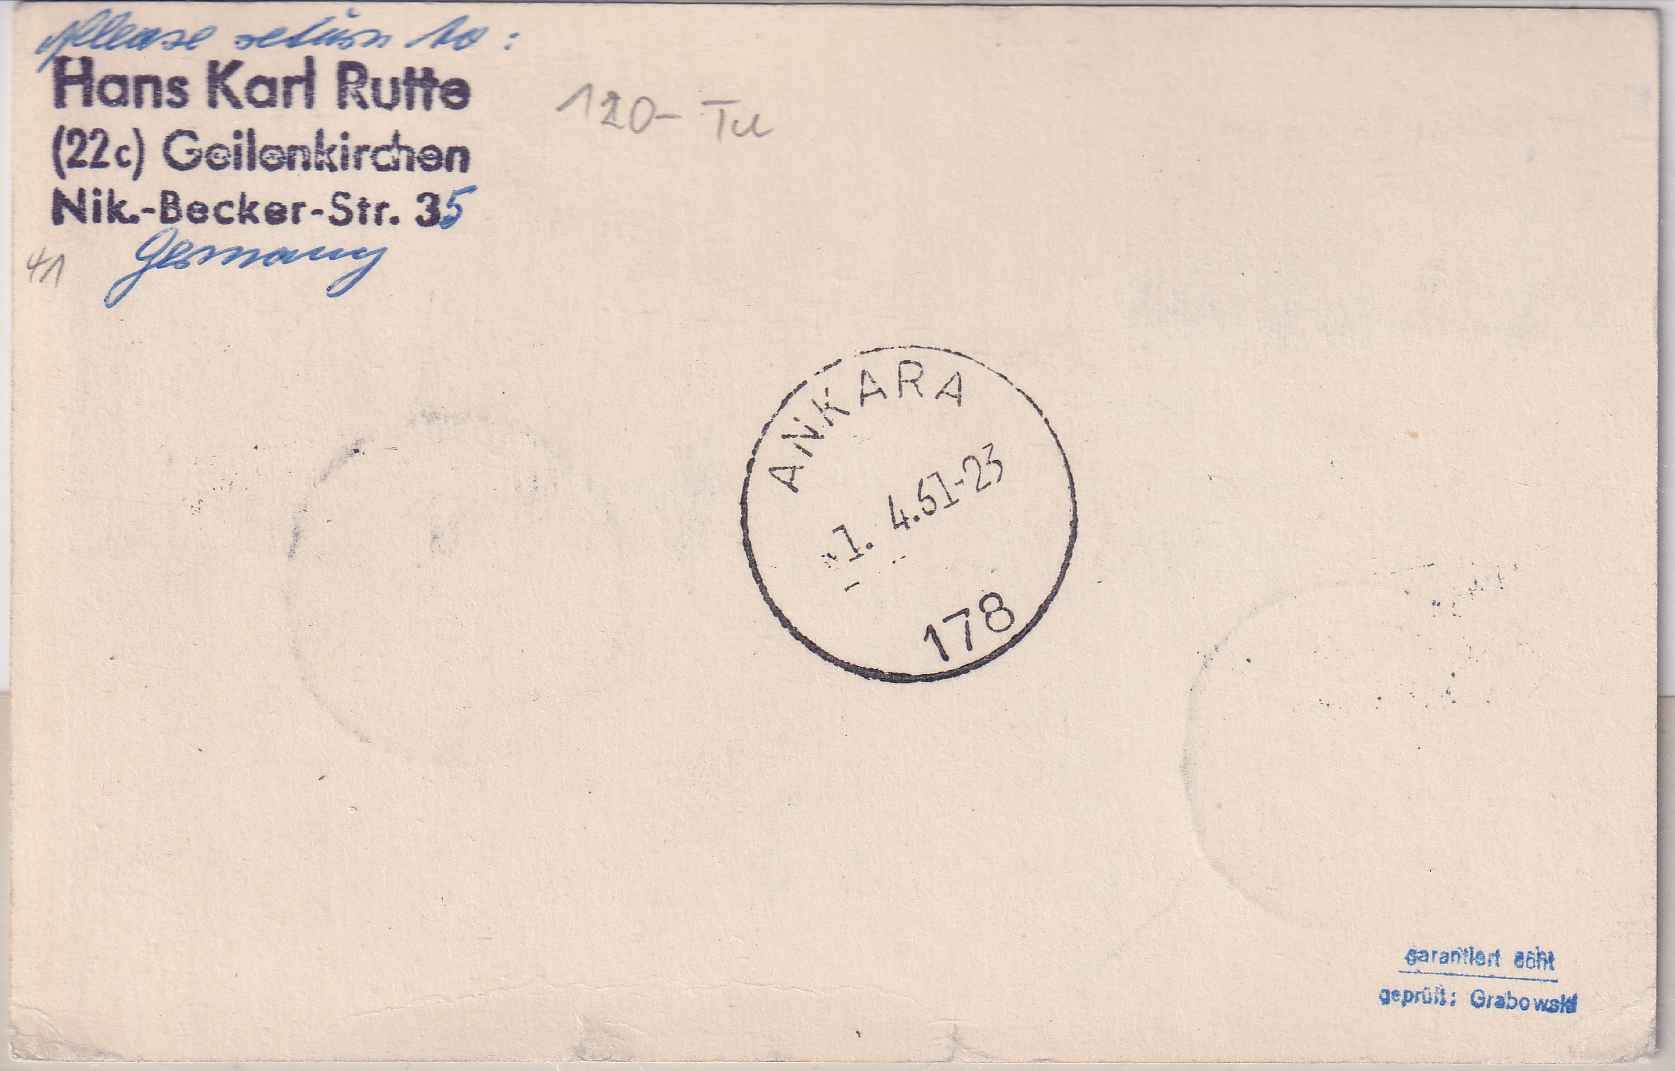 please return to:
Hans Karl Rutte
(22c) Geilenkirchen
Nik.-Becker-Str. 35
Germany
120- Tu
41
ANKARA
1. 4.61-23
178
garantiert echt
geprüft: Grabowski